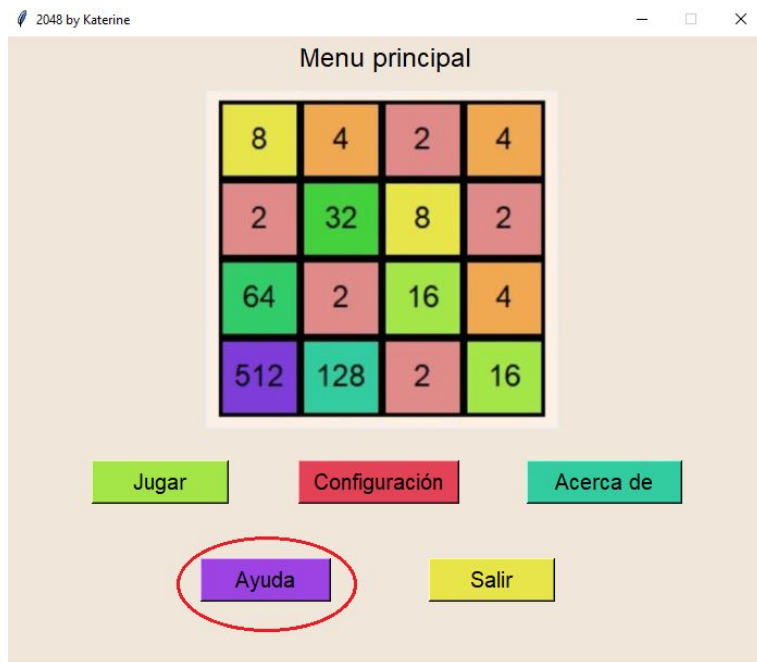 2048 by Katerine
Menu principal
8 4 2 4
2 32 8 2
64 2 16 4
512 128 2 16
Jugar Configuración Acerca de
Ayuda Salir